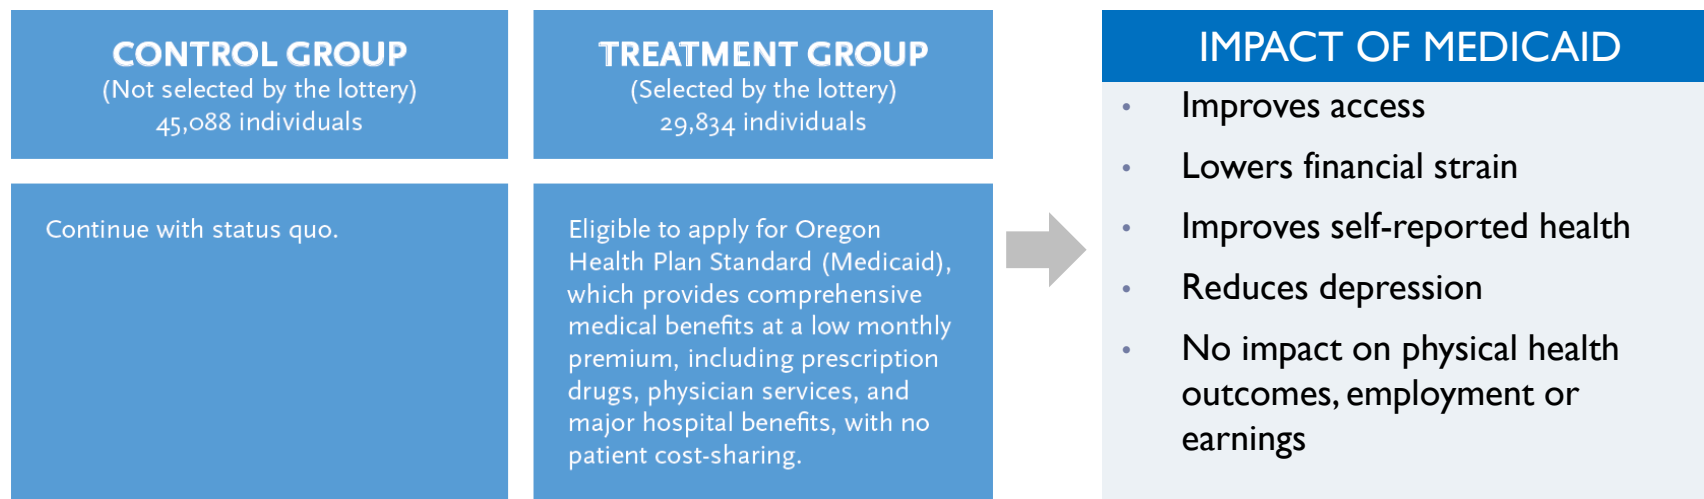 CONTROL GROUP
(Not selected by the lottery)
45,088 individuals
Continue with status quo.
TREATMENT GROUP
(Selected by the lottery)
29,834 individuals
Eligible to apply for Oregon
Health Plan Standard (Medicaid),
which provides comprehensive
medical benefits at a low monthly
premium, including prescription
drugs, physician services, and
major hospital benefits, with no
patient cost-sharing.
IMPACT OF MEDICAID
• Improves access
• Lowers financial strain
• Improves self-reported health
• Reduces depression
• No impact on physical health
outcomes, employment or
earnings